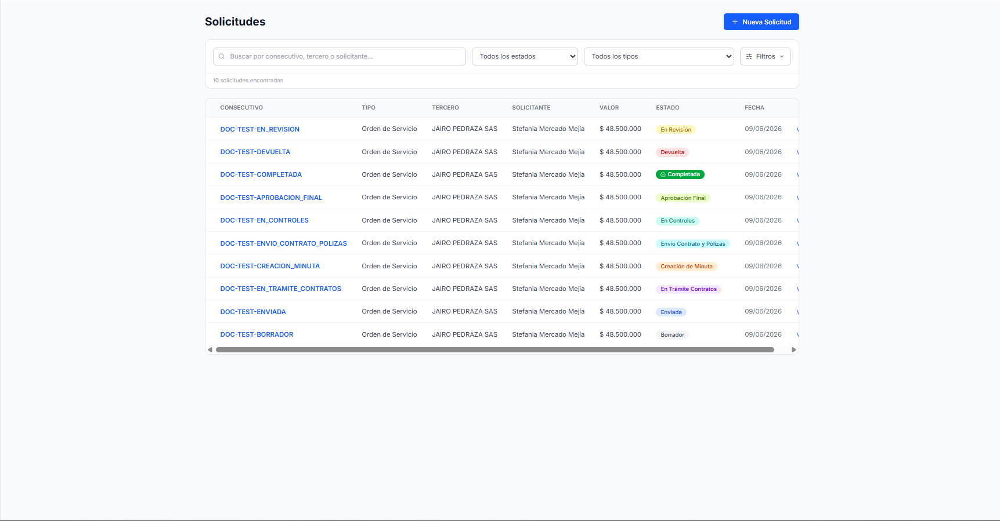 Solicitudes
Nueva Solicitud
Buscar por consecutivo, tercero o solicitante...
Todos los estados
Todos los tipos
Filtros
10 solicitudes encontradas
CONSECUTIVO TIPO TERCERO SOLICITANTE VALOR ESTADO FECHA
DOC-TEST-EN_REVISION Orden de Servicio JAIRO PEDRAZA SAS Stefania Mercado Mejía $ 48.500.000 En Revisión 09/06/2026
DOC-TEST-DEVUELTA Orden de Servicio JAIRO PEDRAZA SAS Stefania Mercado Mejía $ 48.500.000 Devuelta 09/06/2026
DOC-TEST-COMPLETADA Orden de Servicio JAIRO PEDRAZA SAS Stefania Mercado Mejía $ 48.500.000 Completada 09/06/2026
DOC-TEST-APROBACION_FINAL Orden de Servicio JAIRO PEDRAZA SAS Stefania Mercado Mejía $ 48.500.000 Aprobación Final 09/06/2026
DOC-TEST-EN_CONTROLES Orden de Servicio JAIRO PEDRAZA SAS Stefania Mercado Mejía $ 48.500.000 En Controles 09/06/2026
DOC-TEST-ENVIO_CONTRATO_POLIZAS Orden de Servicio JAIRO PEDRAZA SAS Stefania Mercado Mejía $ 48.500.000 Envío Contrato y Pólizas 09/06/2026
DOC-TEST-CREACION_MINUTA Orden de Servicio JAIRO PEDRAZA SAS Stefania Mercado Mejía $ 48.500.000 Creación de Minuta 09/06/2026
DOC-TEST-EN_TRAMITE_CONTRATOS Orden de Servicio JAIRO PEDRAZA SAS Stefania Mercado Mejía $ 48.500.000 En Trámite Contratos 09/06/2026
DOC-TEST-ENVIADA Orden de Servicio JAIRO PEDRAZA SAS Stefania Mercado Mejía $ 48.500.000 Enviada 09/06/2026
DOC-TEST-BORRADOR Orden de Servicio JAIRO PEDRAZA SAS Stefania Mercado Mejía $ 48.500.000 Borrador 09/06/2026